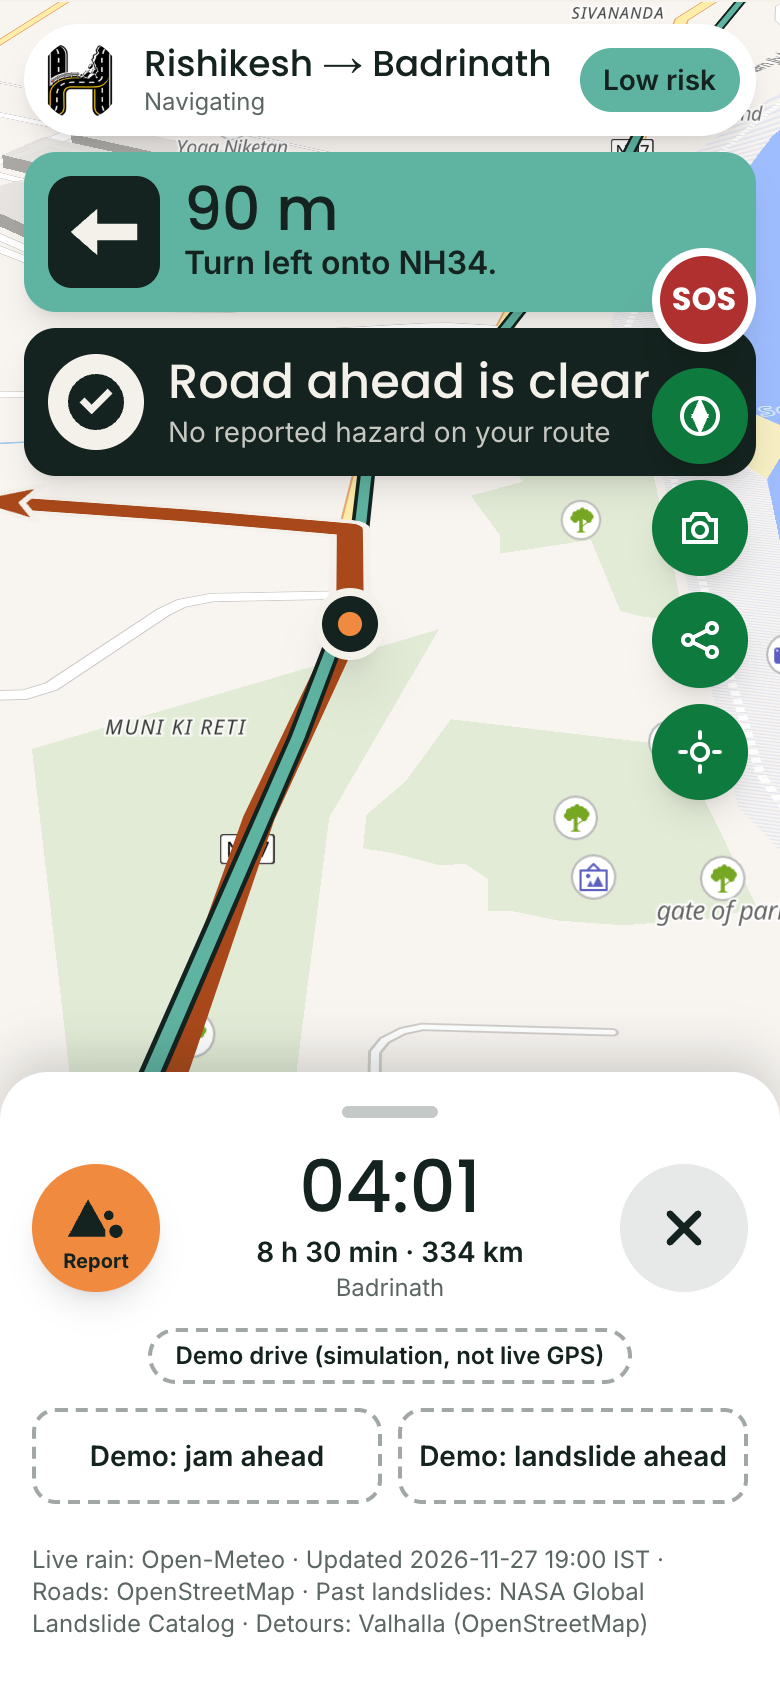 SIVANANDA
Rishikesh → Badrinath
Navigating
Low risk
Yoga Niketan
90 m
Turn left onto NH34.
SOS
Road ahead is clear
No reported hazard on your route
MUNI KI RETI
gate of par
04:01
8 h 30 min · 334 km
Badrinath
Report
Demo drive (simulation, not live GPS)
Demo: jam ahead
Demo: landslide ahead
Live rain: Open-Meteo · Updated 2026-11-27 19:00 IST ·
Roads: OpenStreetMap · Past landslides: NASA Global
Landslide Catalog · Detours: Valhalla (OpenStreetMap)